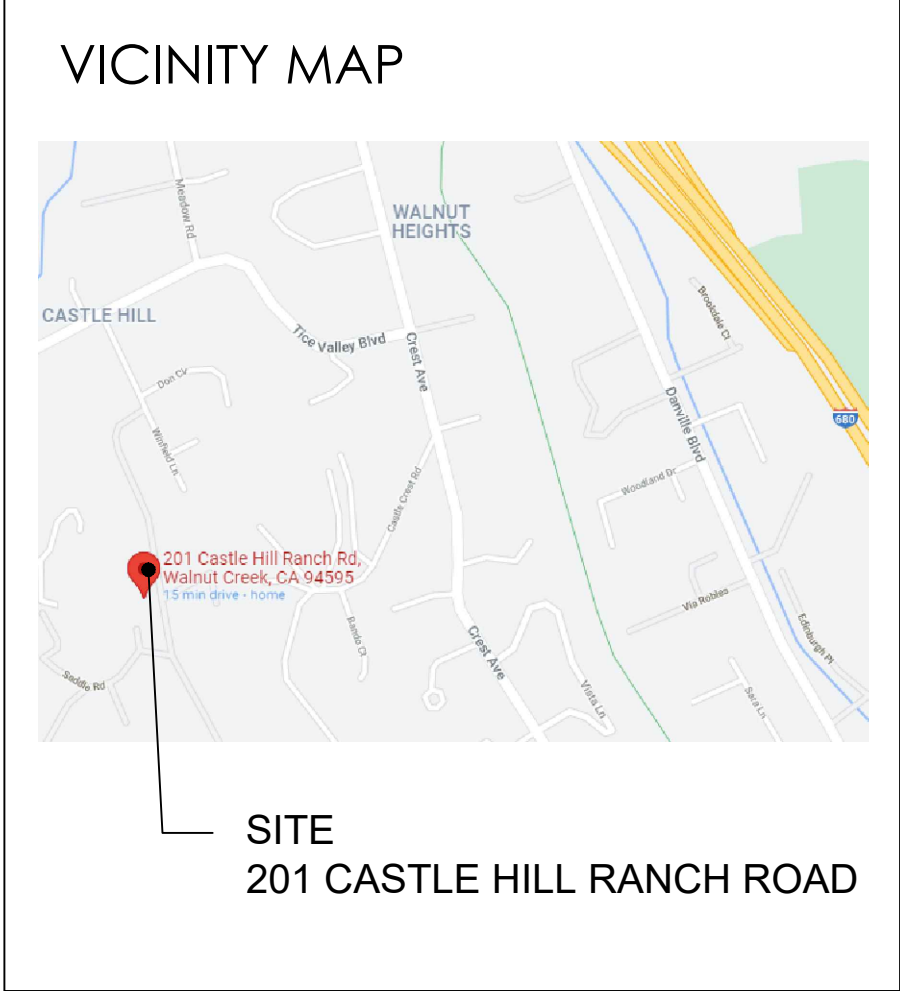 VICINITY MAP
Meadow Rd
WALNUT
HEIGHTS
CASTLE HILL
Brookdale Ct
Tice Valley Blvd
Crest Ave
Don Cir
Danville Blvd
680
Winfield Ln
Castle Crest Rd
Woodland Dr
201 Castle Hill Ranch Rd,
Walnut Creek, CA 94595
15 min drive - home
Via Robles
Rando Ct
Edinburgh Pl
Crest Ave
Saddle Rd
Vista Ln
Sara Ln
SITE
201 CASTLE HILL RANCH ROAD